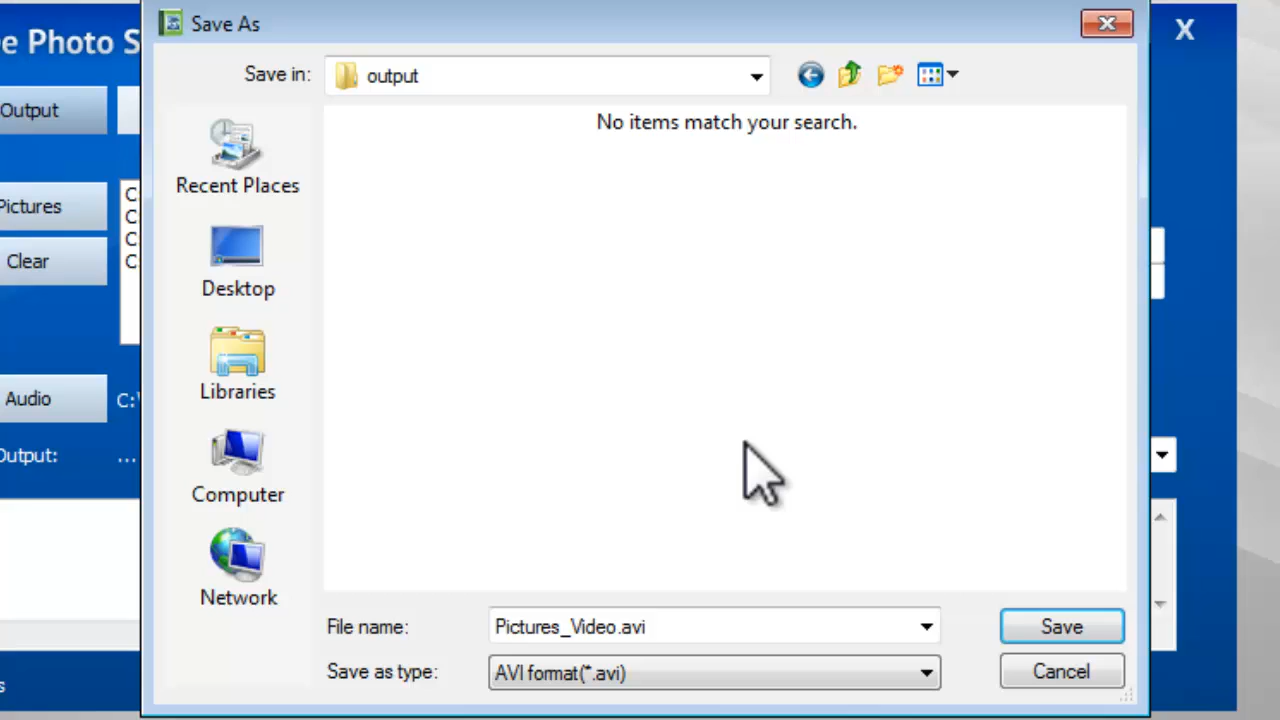 Save As
e Photo S
X
Save in: output
Output
No items match your search.
Recent Places
Pictures
C
C
C
C
Clear
Desktop
Libraries
Audio
C:\
Output:
...
Computer
Network
File name: Pictures_Video.avi Save
Save as type: AVI format(*.avi) Cancel
s